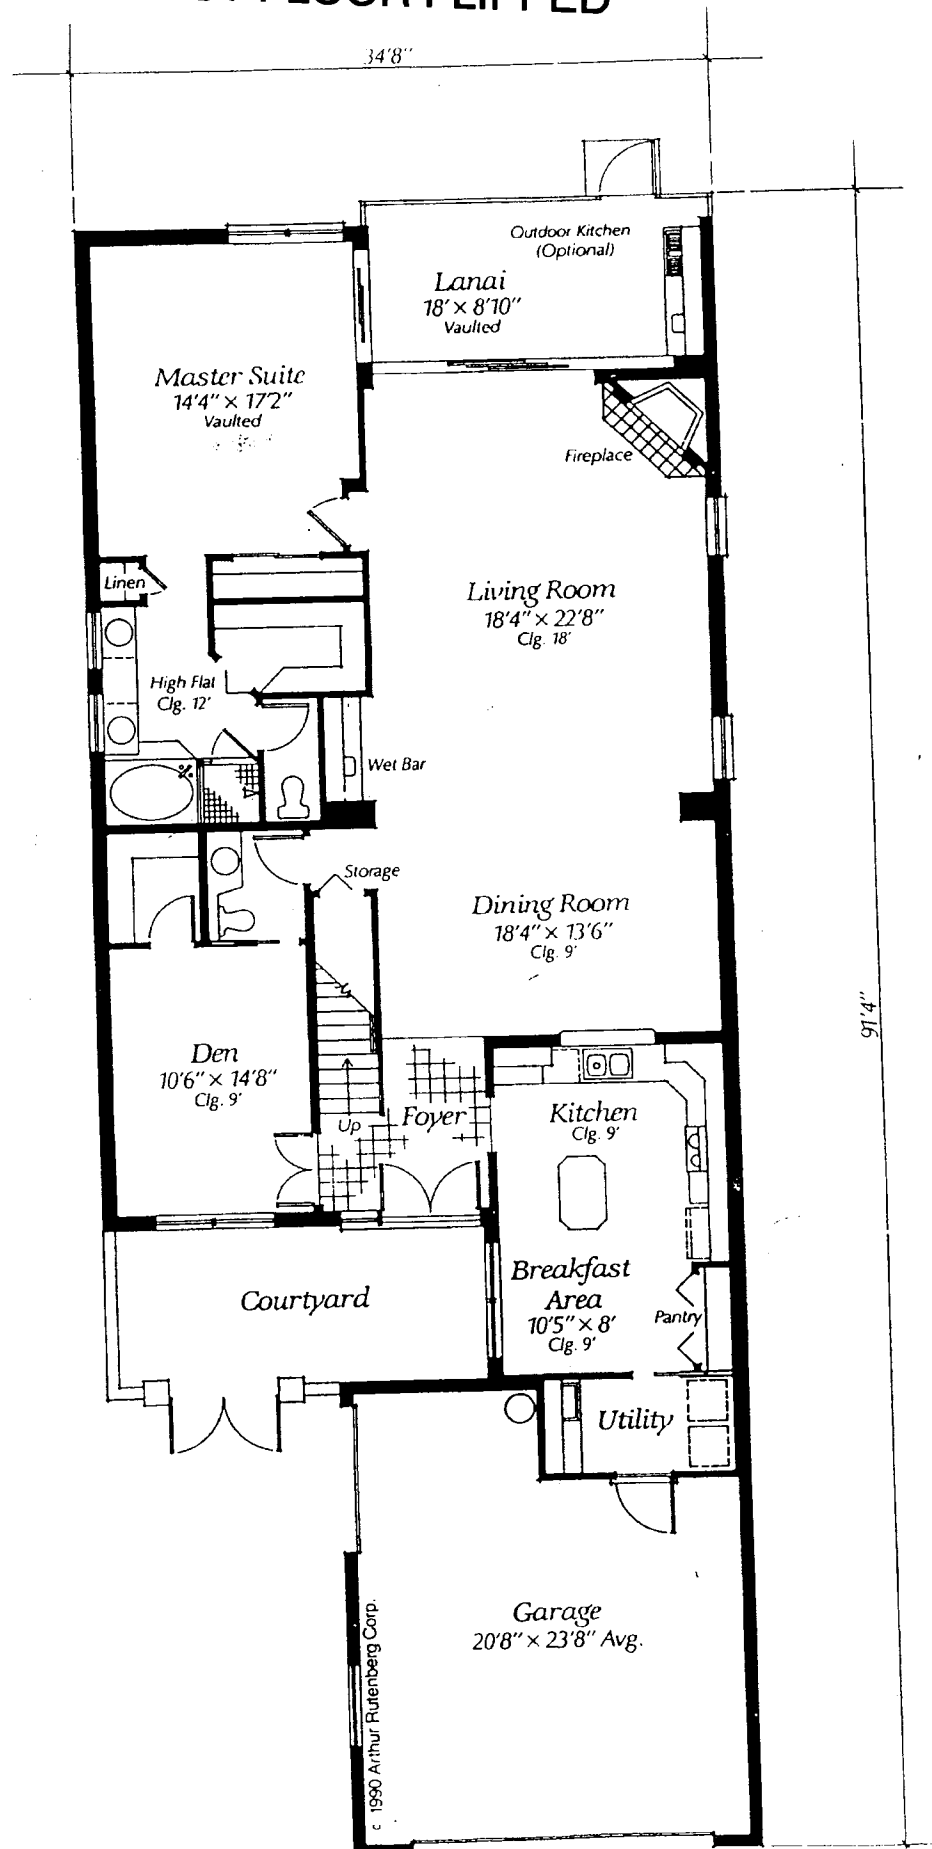 FLOOR FLIPPED
34'8"
Outdoor Kitchen
(Optional)
Lanai
18' × 8'10"
Vaulted
Master Suite
14'4" × 17'2"
Vaulted
Fireplace
Linen
Living Room
18'4" × 22'8"
Clg. 18'
High Flat
Clg. 12'
Wet Bar
Storage
Dining Room
18'4" × 13'6"
Clg. 9'
91'4"
Den
10'6" × 14'8"
Clg. 9'
Up
Foyer
Kitchen
Clg. 9'
Breakfast
Area
10'5" × 8'
Clg. 9'
Pantry
Courtyard
Utility
Garage
20'8" × 23'8" Avg.
c 1990 Arthur Rutenberg Corp.